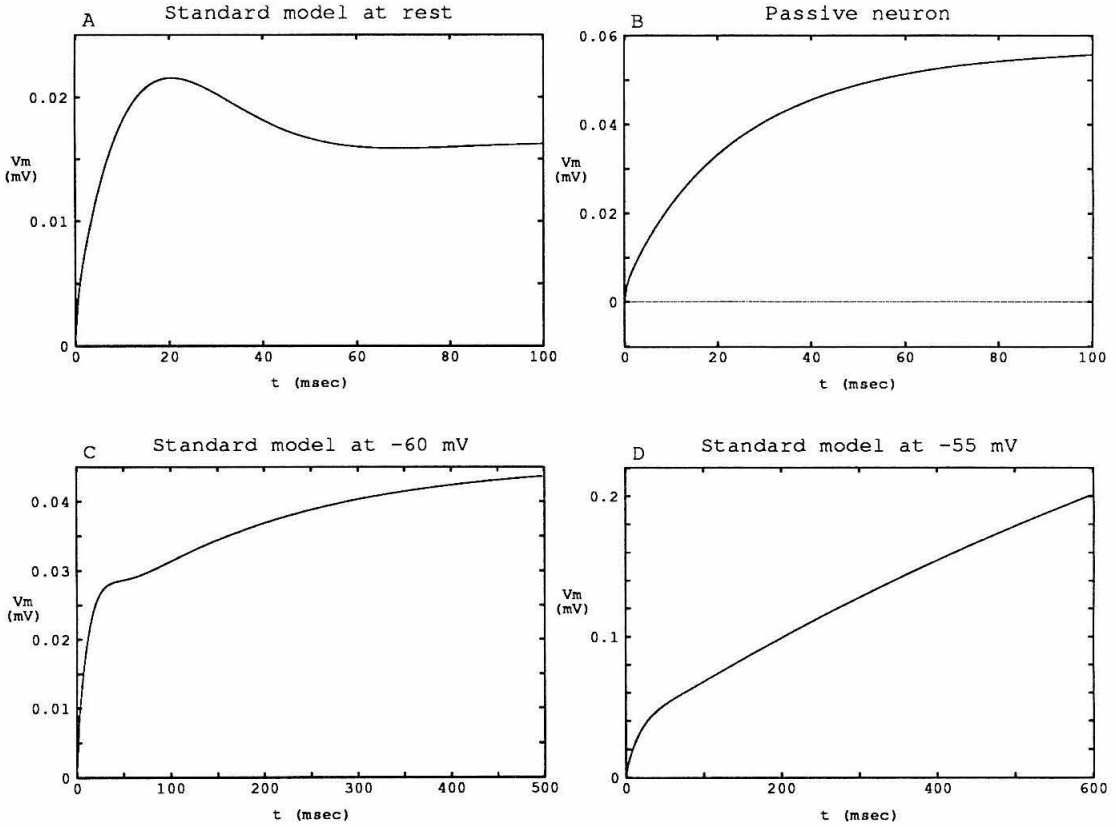 A Standard model at rest
0.02
Vm
(mV)
0.01
0
0 20 40 60 80 100
t (msec)
B Passive neuron
0.06
0.04
Vm
(mV)
0.02
0
0 20 40 60 80 100
t (msec)
C Standard model at -60 mV
0.04
0.03
Vm
(mV)
0.02
0.01
0
0 100 200 300 400 500
t (msec)
D Standard model at -55 mV
0.2
Vm
(mV)
0.1
0
0 200 400 600
t (msec)